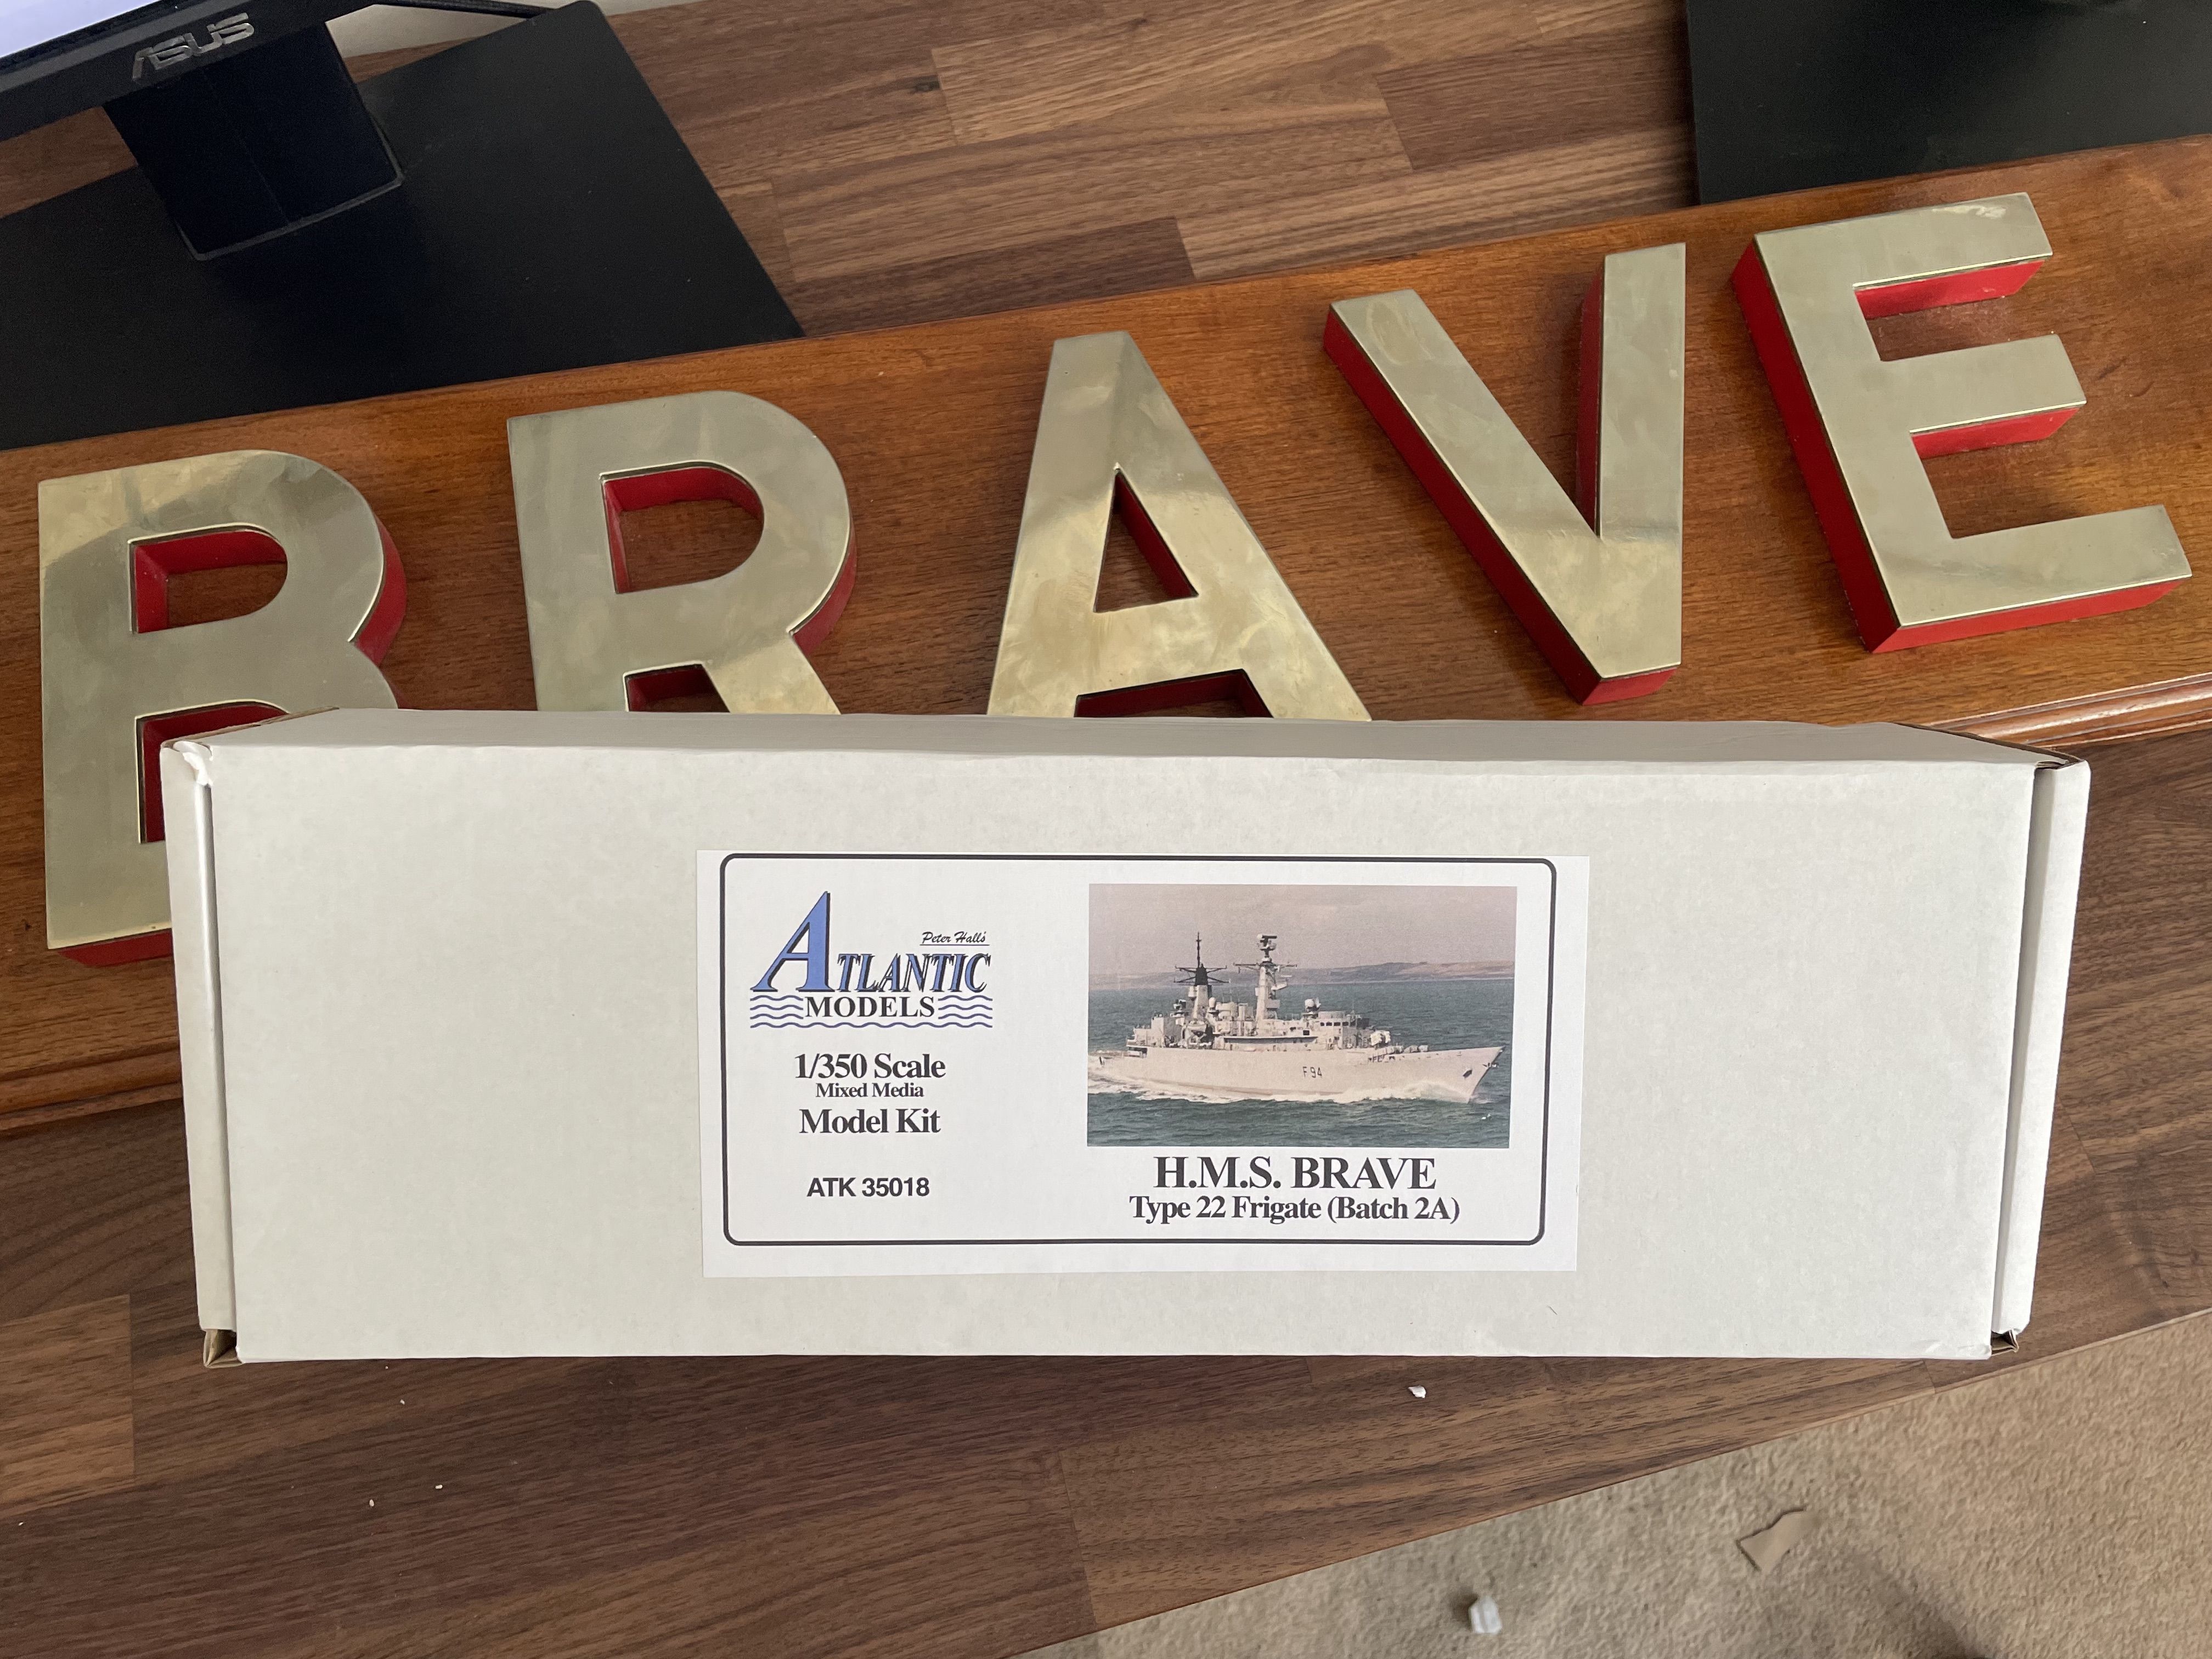 ASUS
BRAVE
Peter Hall's
ATLANTIC
MODELS
1/350 Scale
Mixed Media
Model Kit
ATK 35018
F94
H.M.S. BRAVE
Type 22 Frigate (Batch 2A)